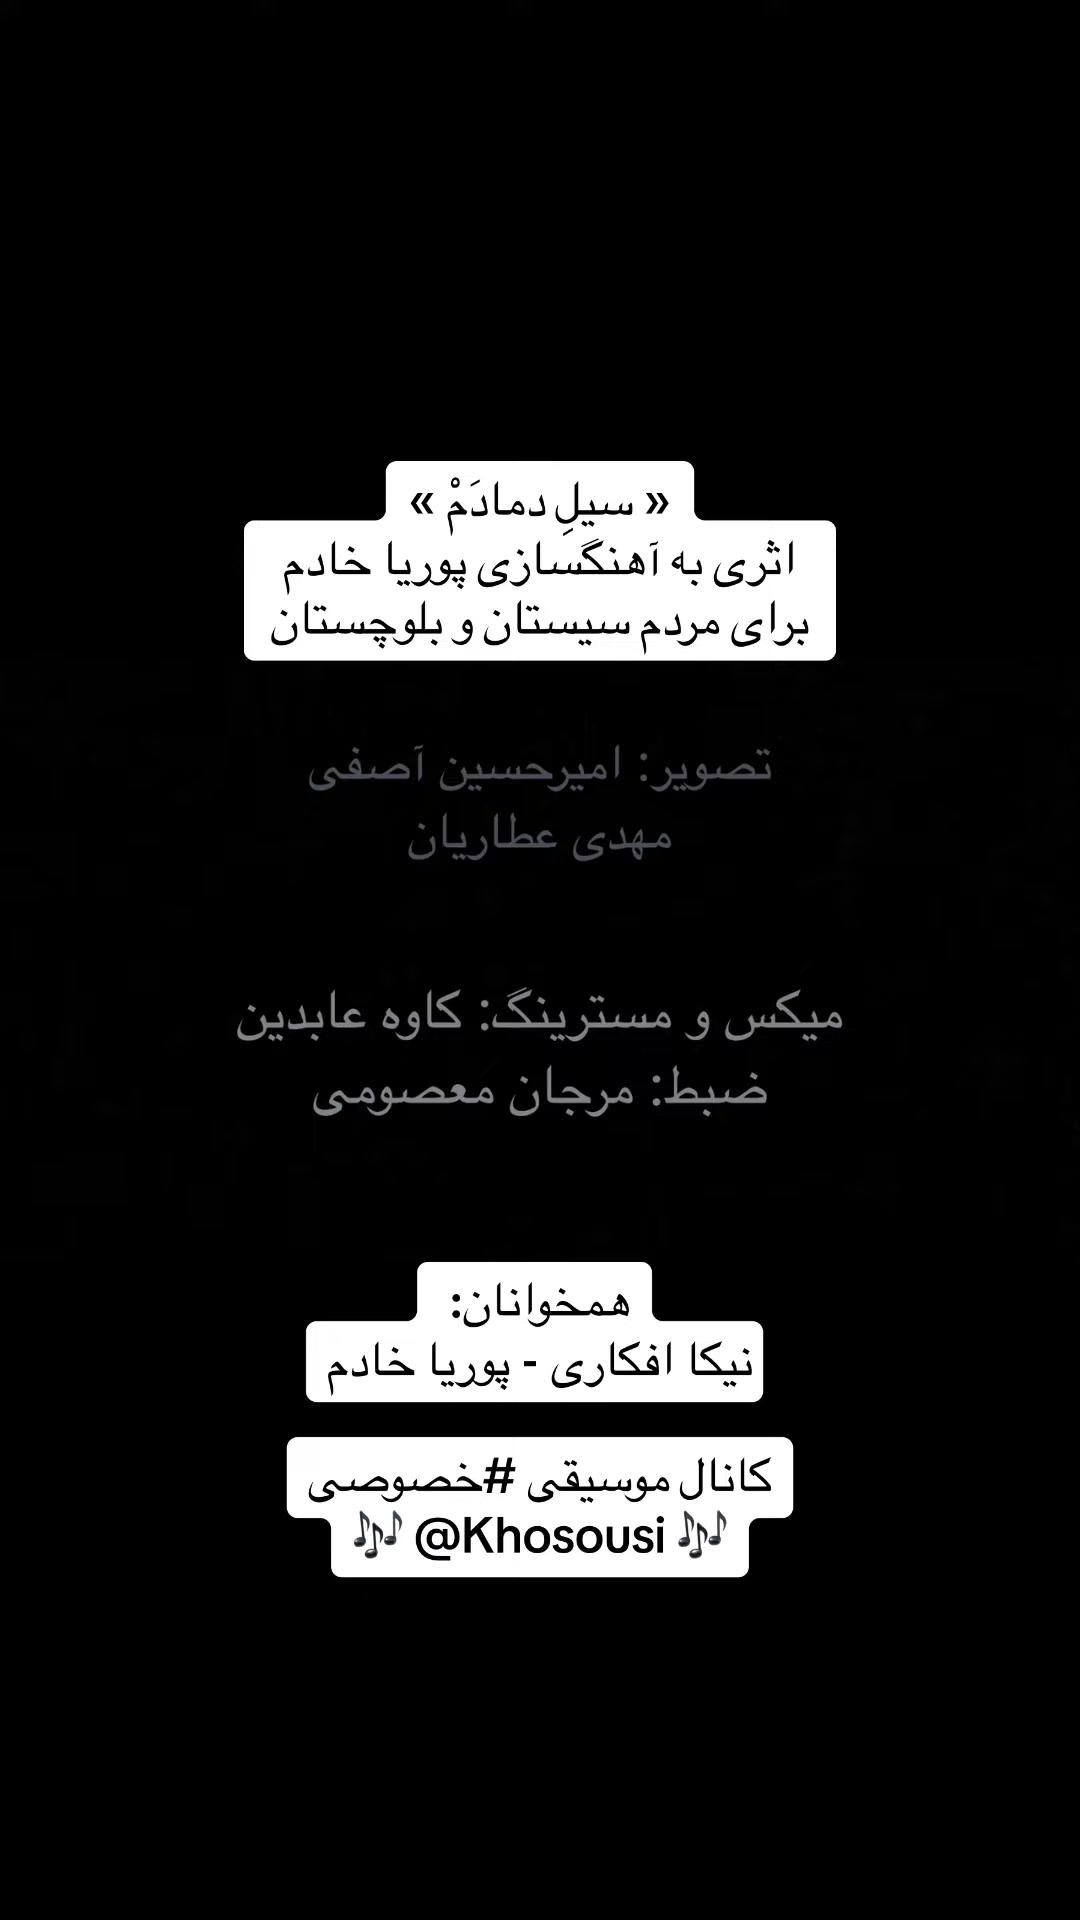 « سیلِ دمادَمْ »
اثری به آهنگسازی پوریا خادم
برای مردم سیستان و بلوچستان
تصویر: امیرحسین آصفی
مهدی عطاریان
میکس و مسترینگ: کاوه عابدین
ضبط: مرجان معصومی
همخوانان:
نیکا افکاری - پوریا خادم
کانال موسیقی #خصوصی
🎶 @Khosousi 🎶